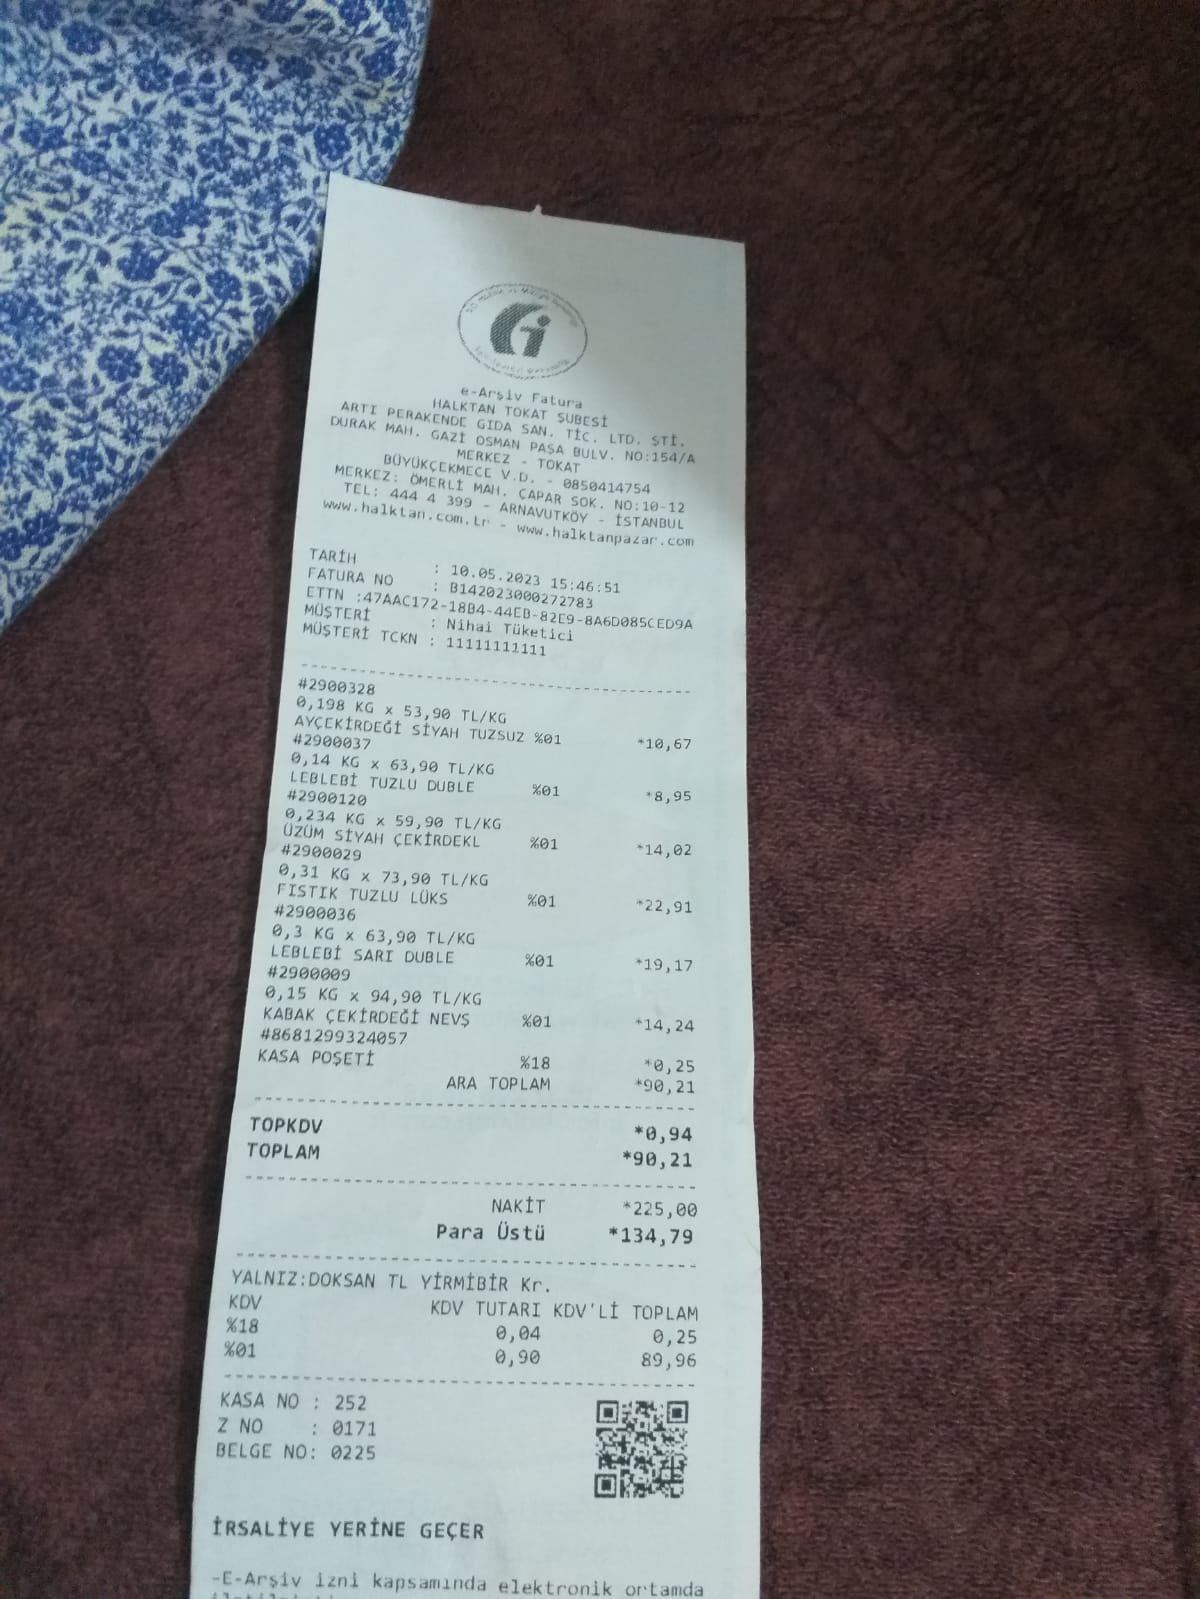 e-Arşiv Fatura
HALKTAN TOKAT ŞUBESİ
ARTI PERAKENDE GIDA SAN. TİC. LTD. ŞTİ.
DURAK MAH. GAZİ OSMAN PAŞA BULV. NO:154/A
MERKEZ - TOKAT
BÜYÜKÇEKMECE V.D. - 0850414754
MERKEZ: ÖMERLİ MAH. ÇAPAR SOK. NO:10-12
TEL: 444 4 399 - ARNAVUTKÖY - İSTANBUL
www.halktan.com.tr - www.halktanpazar.com
TARİH : 10.05.2023 15:46:51
FATURA NO : B142023000272783
ETTN :47AAC172-18B4-44EB-82E9-8A6D085CED9A
MÜŞTERİ : Nihai Tüketici
MÜŞTERİ TCKN : 11111111111
#2900328
0,198 KG x 53,90 TL/KG
AYÇEKİRDEĞİ SİYAH TUZSUZ %01 *10,67
#2900037
0,14 KG x 63,90 TL/KG
LEBLEBİ TUZLU DUBLE %01 *8,95
#2900120
0,234 KG x 59,90 TL/KG
ÜZÜM SİYAH ÇEKİRDEKL %01 *14,02
#2900029
0,31 KG x 73,90 TL/KG
FISTIK TUZLU LÜKS %01 *22,91
#2900036
0,3 KG x 63,90 TL/KG
LEBLEBİ SARI DUBLE %01 *19,17
#2900009
0,15 KG x 94,90 TL/KG
KABAK ÇEKİRDEĞİ NEVŞ %01 *14,24
#8681299324057
KASA POŞETİ %18 *0,25
ARA TOPLAM *90,21
TOPKDV *0,94
TOPLAM *90,21
NAKİT *225,00
Para Üstü *134,79
YALNIZ:DOKSAN TL YİRMİBİR Kr.
KDV KDV TUTARI KDV'Lİ TOPLAM
%18 0,04 0,25
%01 0,90 89,96
KASA NO : 252
Z NO : 0171
BELGE NO: 0225
İRSALİYE YERİNE GEÇER
-E-Arşiv izni kapsamında elektronik ortamda